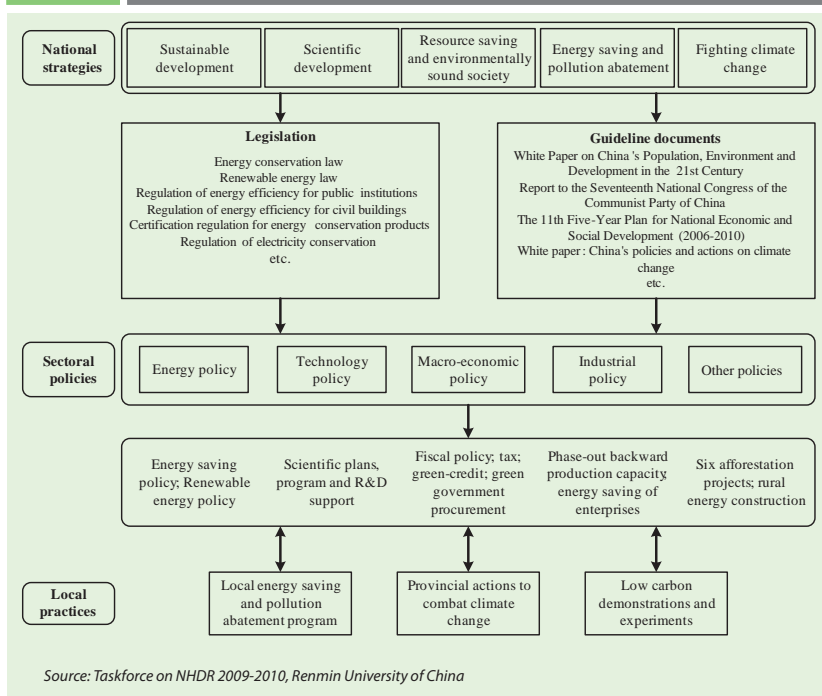 National
strategies
Sustainable
development
Scientific
development
Resource saving
and environmentally
sound society
Energy saving and
pollution abatement
Fighting climate
change
Legislation
Energy conservation law
Renewable energy law
Regulation of energy efficiency for public institutions
Regulation of energy efficiency for civil buildings
Certification regulation for energy conservation products
Regulation of electricity conservation
etc.
Guideline documents
White Paper on China's Population, Environment and
Development in the 21st Century
Report to the Seventeenth National Congress of the
Communist Party of China
The 11th Five-Year Plan for National Economic and
Social Development (2006-2010)
White paper: China's policies and actions on climate
change
etc.
Sectoral
policies
Energy policy
Technology
policy
Macro-economic
policy
Industrial
policy
Other policies
Energy saving
policy; Renewable
energy policy
Scientific plans,
program and R&D
support
Fiscal policy; tax;
green-credit; green
government
procurement
Phase-out backward
production capacity;
energy saving of
enterprises
Six afforestation
projects; rural
energy construction
Local
practices
Local energy saving
and pollution
abatement program
Provincial actions to
combat climate
change
Low carbon
demonstrations and
experiments
Source: Taskforce on NHDR 2009-2010, Renmin University of China